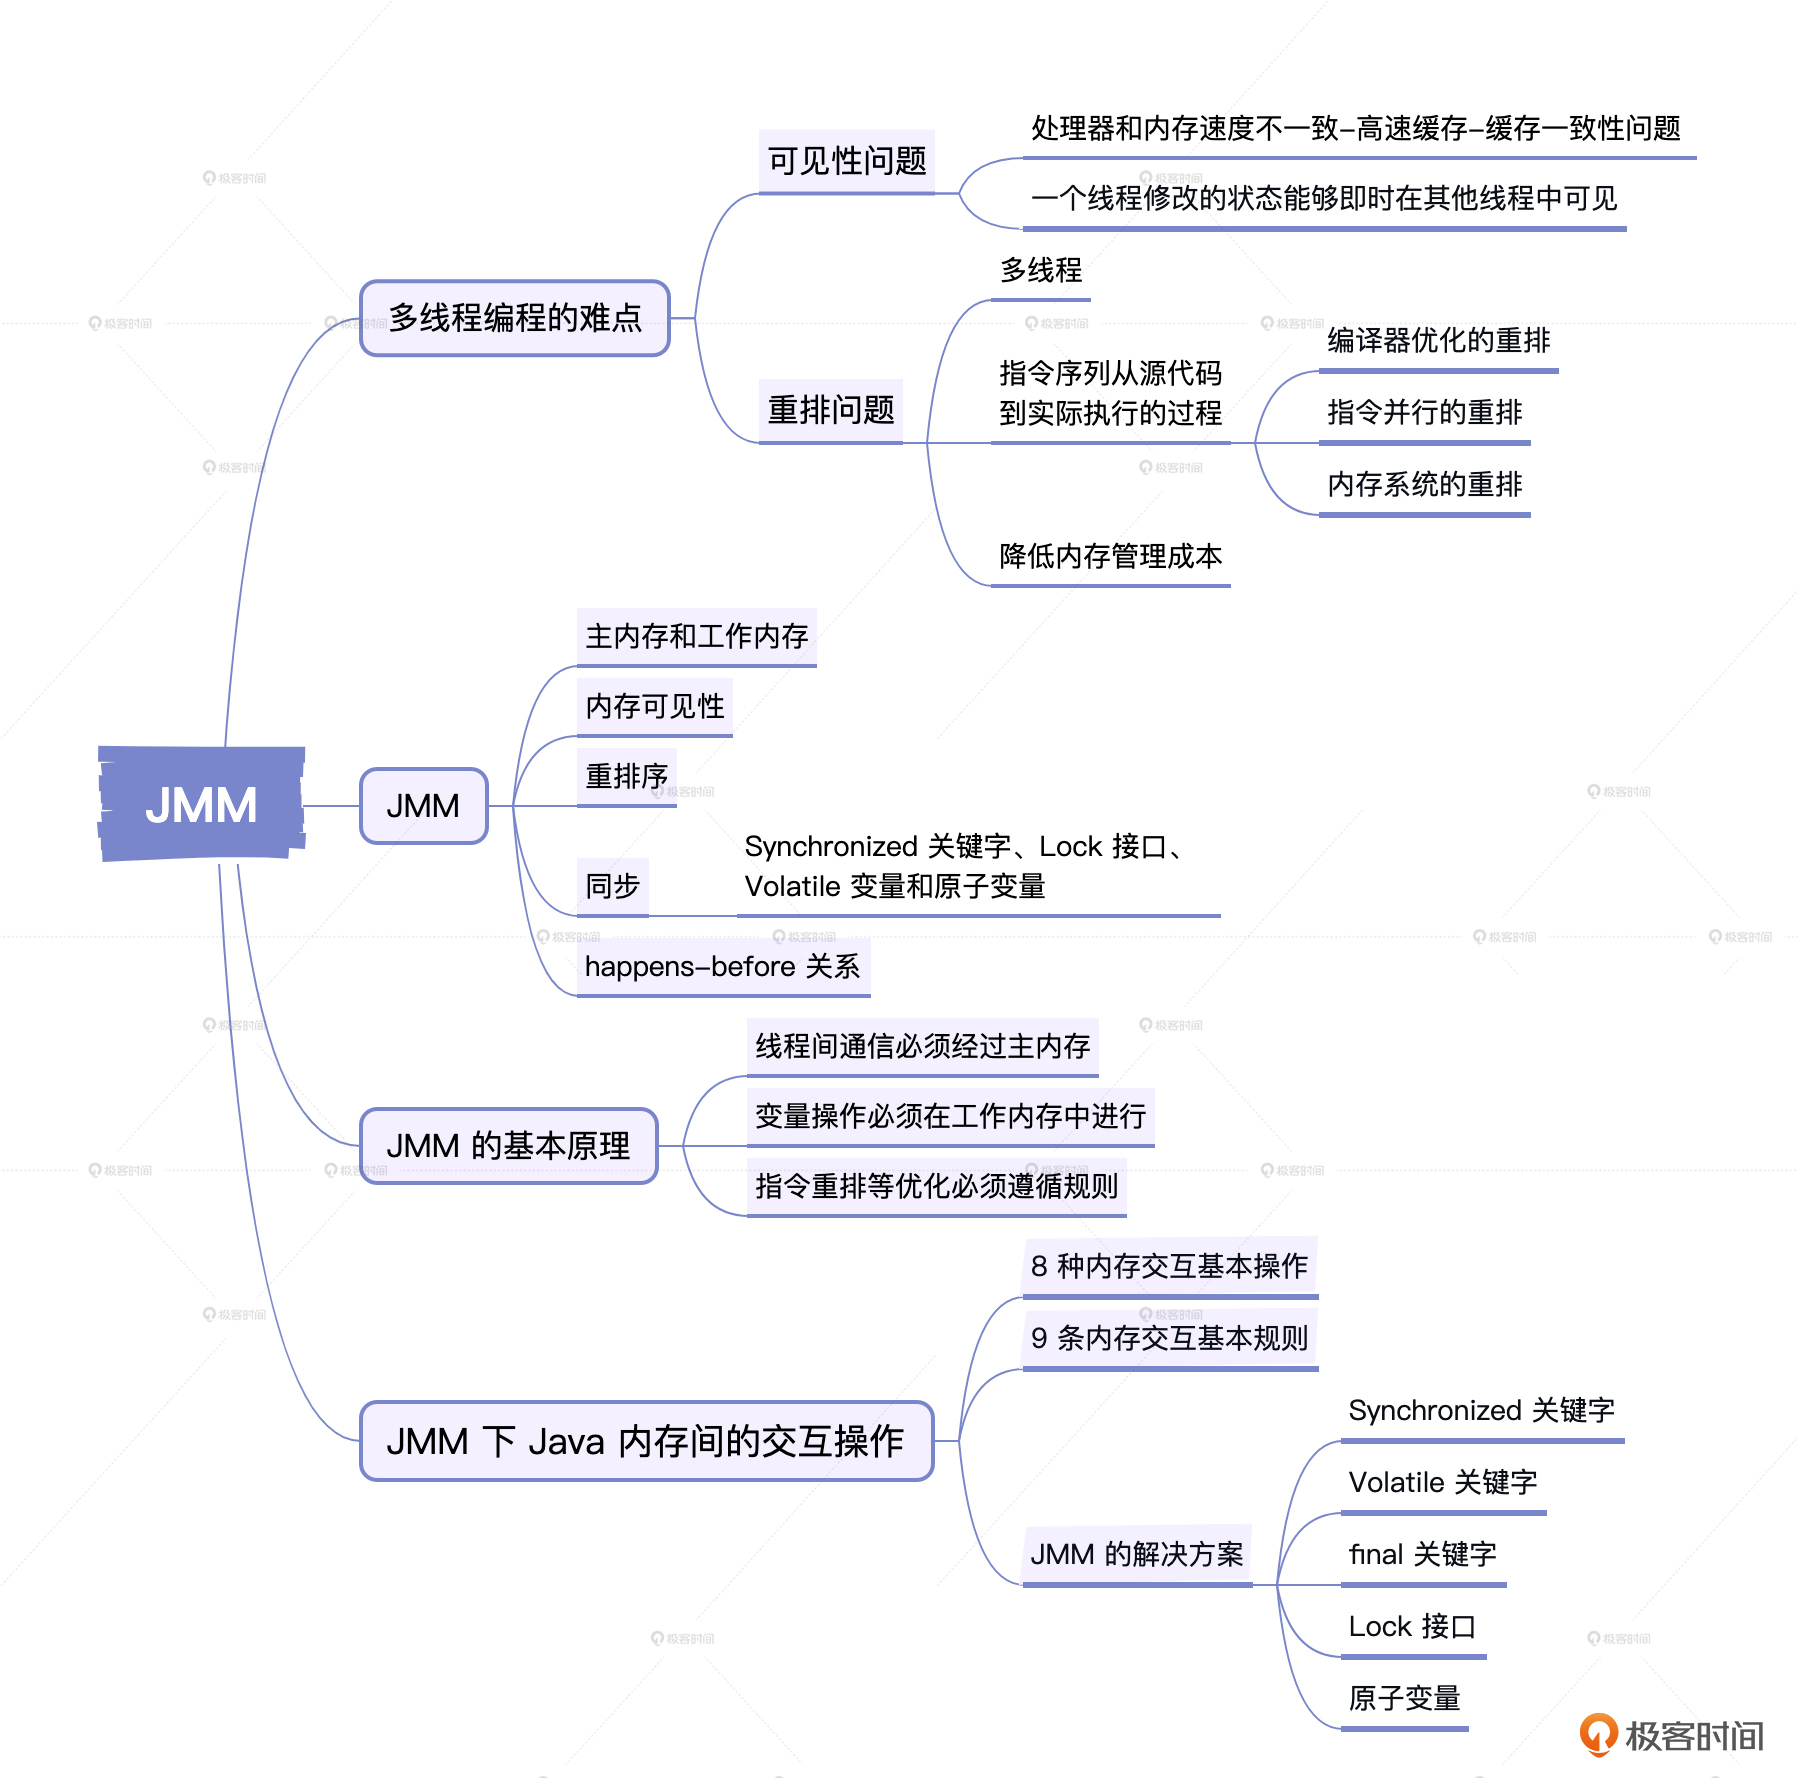 处理器和内存速度不一致-高速缓存-缓存一致性问题
可见性问题
一个线程修改的状态能够即时在其他线程中可见
多线程编程的难点
多线程
编译器优化的重排
指令序列从源代码
到实际执行的过程
指令并行的重排
重排问题
内存系统的重排
降低内存管理成本
主内存和工作内存
内存可见性
重排序
JMM
JMM
Synchronized 关键字、Lock 接口、
Volatile 变量和原子变量
同步
happens-before 关系
线程间通信必须经过主内存
JMM 的基本原理
变量操作必须在工作内存中进行
指令重排等优化必须遵循规则
8 种内存交互基本操作
9 条内存交互基本规则
JMM 下 Java 内存间的交互操作
Synchronized 关键字
Volatile 关键字
JMM 的解决方案
final 关键字
Lock 接口
原子变量
极客时间